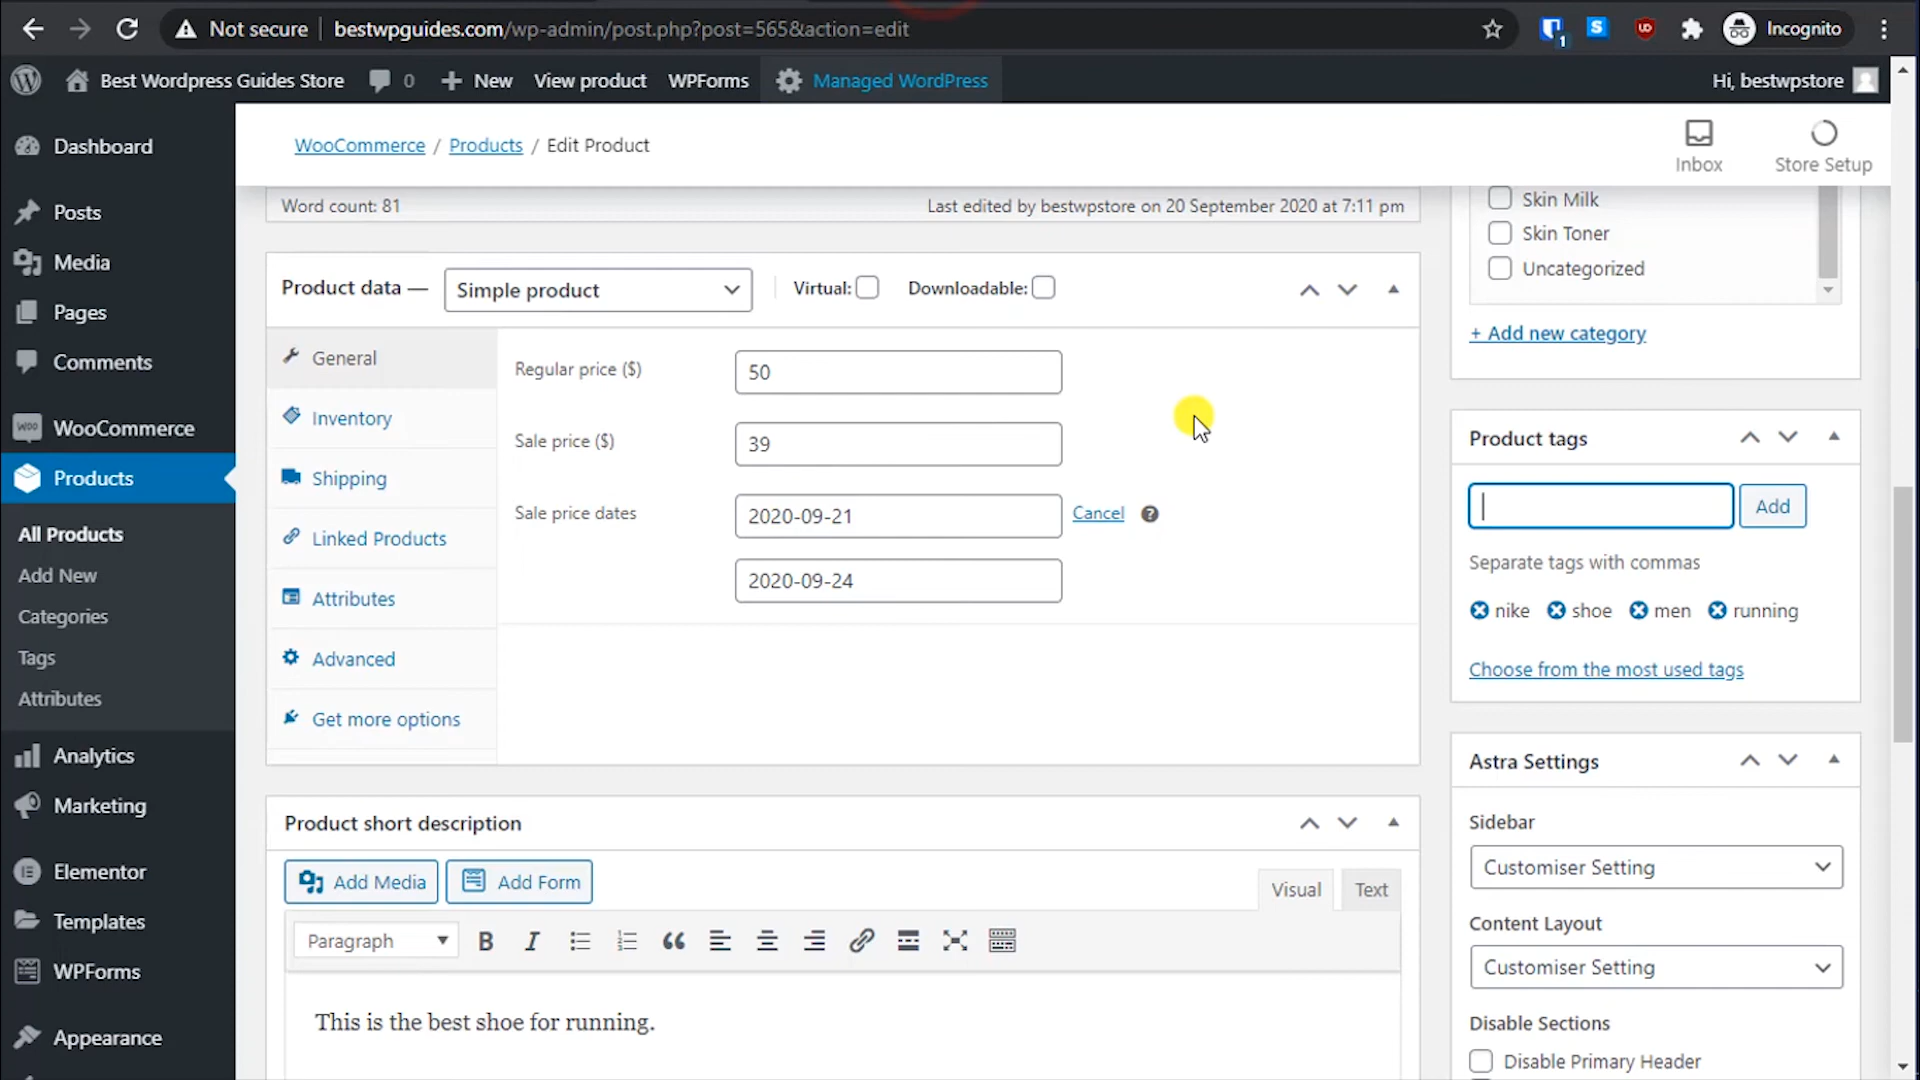 Not secure
bestwpguides.com/wp-admin/post.php?post=565&action=edit
1
S
Incognito
Best Wordpress Guides Store
0
New
View product
WPForms
Managed WordPress
Hi, bestwpstore
Dashboard
Posts
Media
Pages
Comments
WooCommerce
Products
All Products
Add New
Categories
Tags
Attributes
Analytics
Marketing
Elementor
Templates
WPForms
Appearance
WooCommerce / Products / Edit Product
Inbox
Store Setup
Word count: 81
Last edited by bestwpstore on 20 September 2020 at 7:11 pm
Product data —
Simple product
Virtual:
Downloadable:
General
Inventory
Shipping
Linked Products
Attributes
Advanced
Get more options
Regular price ($)
50
Sale price ($)
39
Sale price dates
2020-09-21
Cancel
?
2020-09-24
Product short description
Add Media
Add Form
Visual
Text
Paragraph
B
I
This is the best shoe for running.
Skin Milk
Skin Toner
Uncategorized
+ Add new category
Product tags
Add
Separate tags with commas
nike
shoe
men
running
Choose from the most used tags
Astra Settings
Sidebar
Customiser Setting
Content Layout
Customiser Setting
Disable Sections
Disable Primary Header